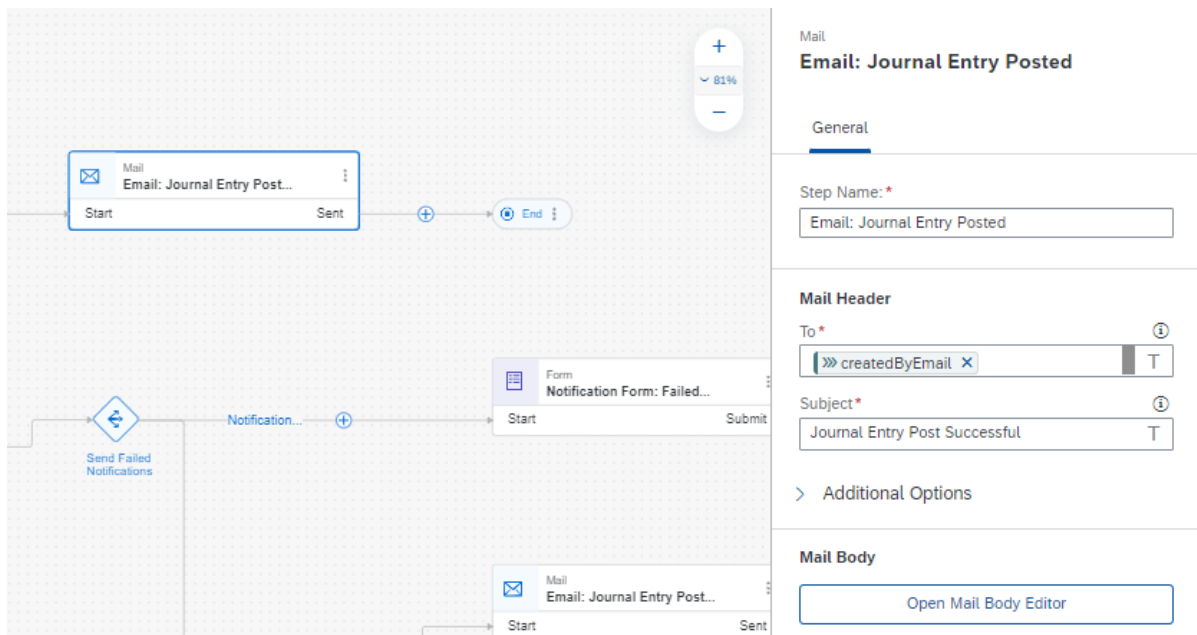 81%
Mail
Email: Journal Entry Post...
Start
Sent
End
Send Failed
Notifications
Notification...
Form
Notification Form: Failed...
Start
Submit
Mail
Email: Journal Entry Post...
Start
Sent
Mail
Email: Journal Entry Posted
General
Step Name:*
Email: Journal Entry Posted
Mail Header
To*
createdByEmail
T
Subject*
Journal Entry Post Successful
T
Additional Options
Mail Body
Open Mail Body Editor